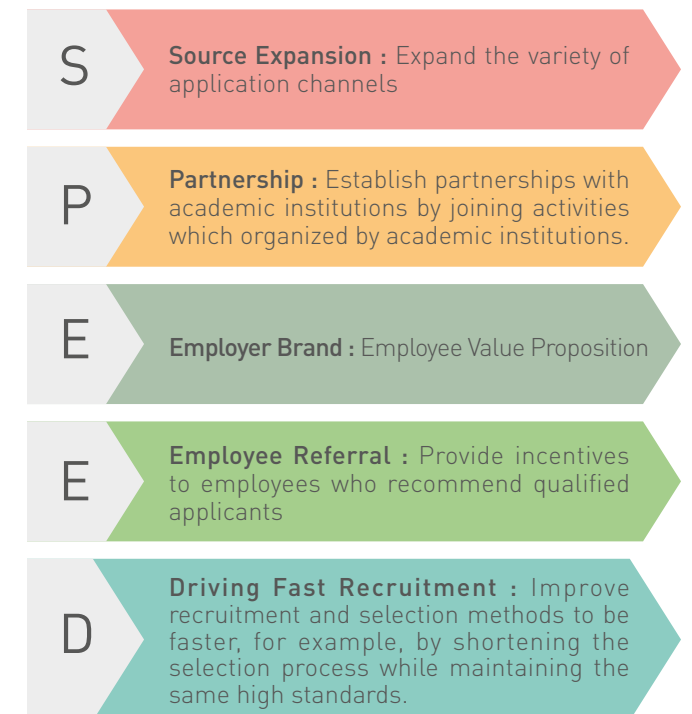 S
Source Expansion : Expand the variety of
application channels
P
Partnership : Establish partnerships with
academic institutions by joining activities
which organized by academic institutions.
E
Employer Brand : Employee Value Proposition
E
Employee Referral : Provide incentives
to employees who recommend qualified
applicants
D
Driving Fast Recruitment : Improve
recruitment and selection methods to be
faster, for example, by shortening the
selection process while maintaining the
same high standards.